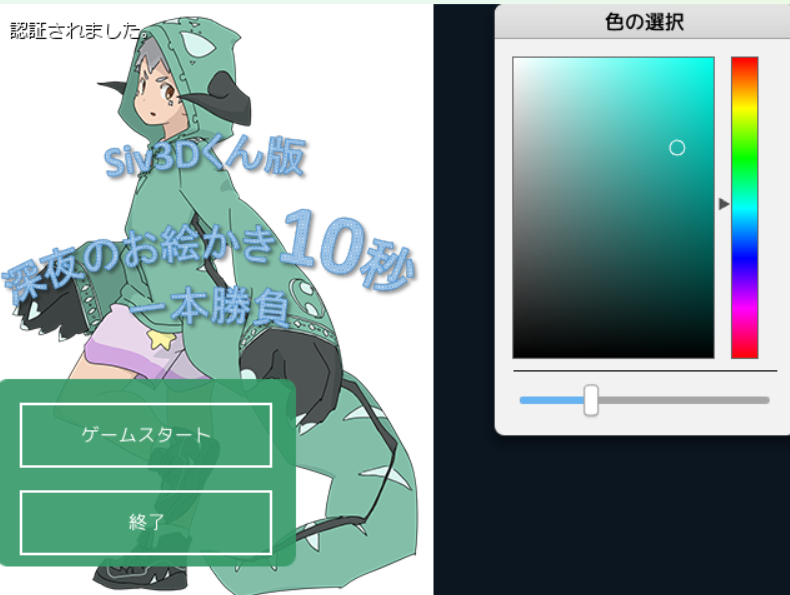 認証されました。
色の選択
Siv3Dくん版
深夜のお絵かき10秒
一本勝負
ゲームスタート
終了